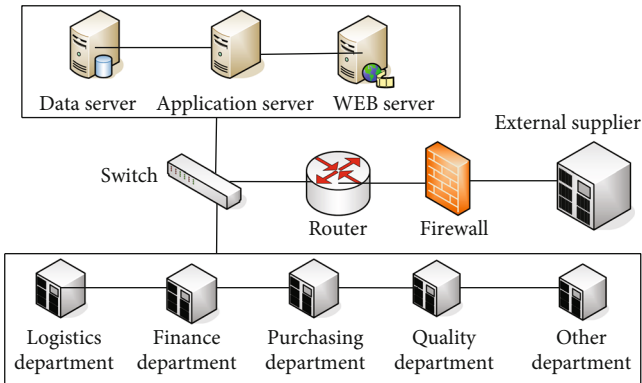 Data server
Application server
WEB server
External supplier
Switch
Router
Firewall
Logistics
department
Finance
department
Purchasing
department
Quality
department
Other
department